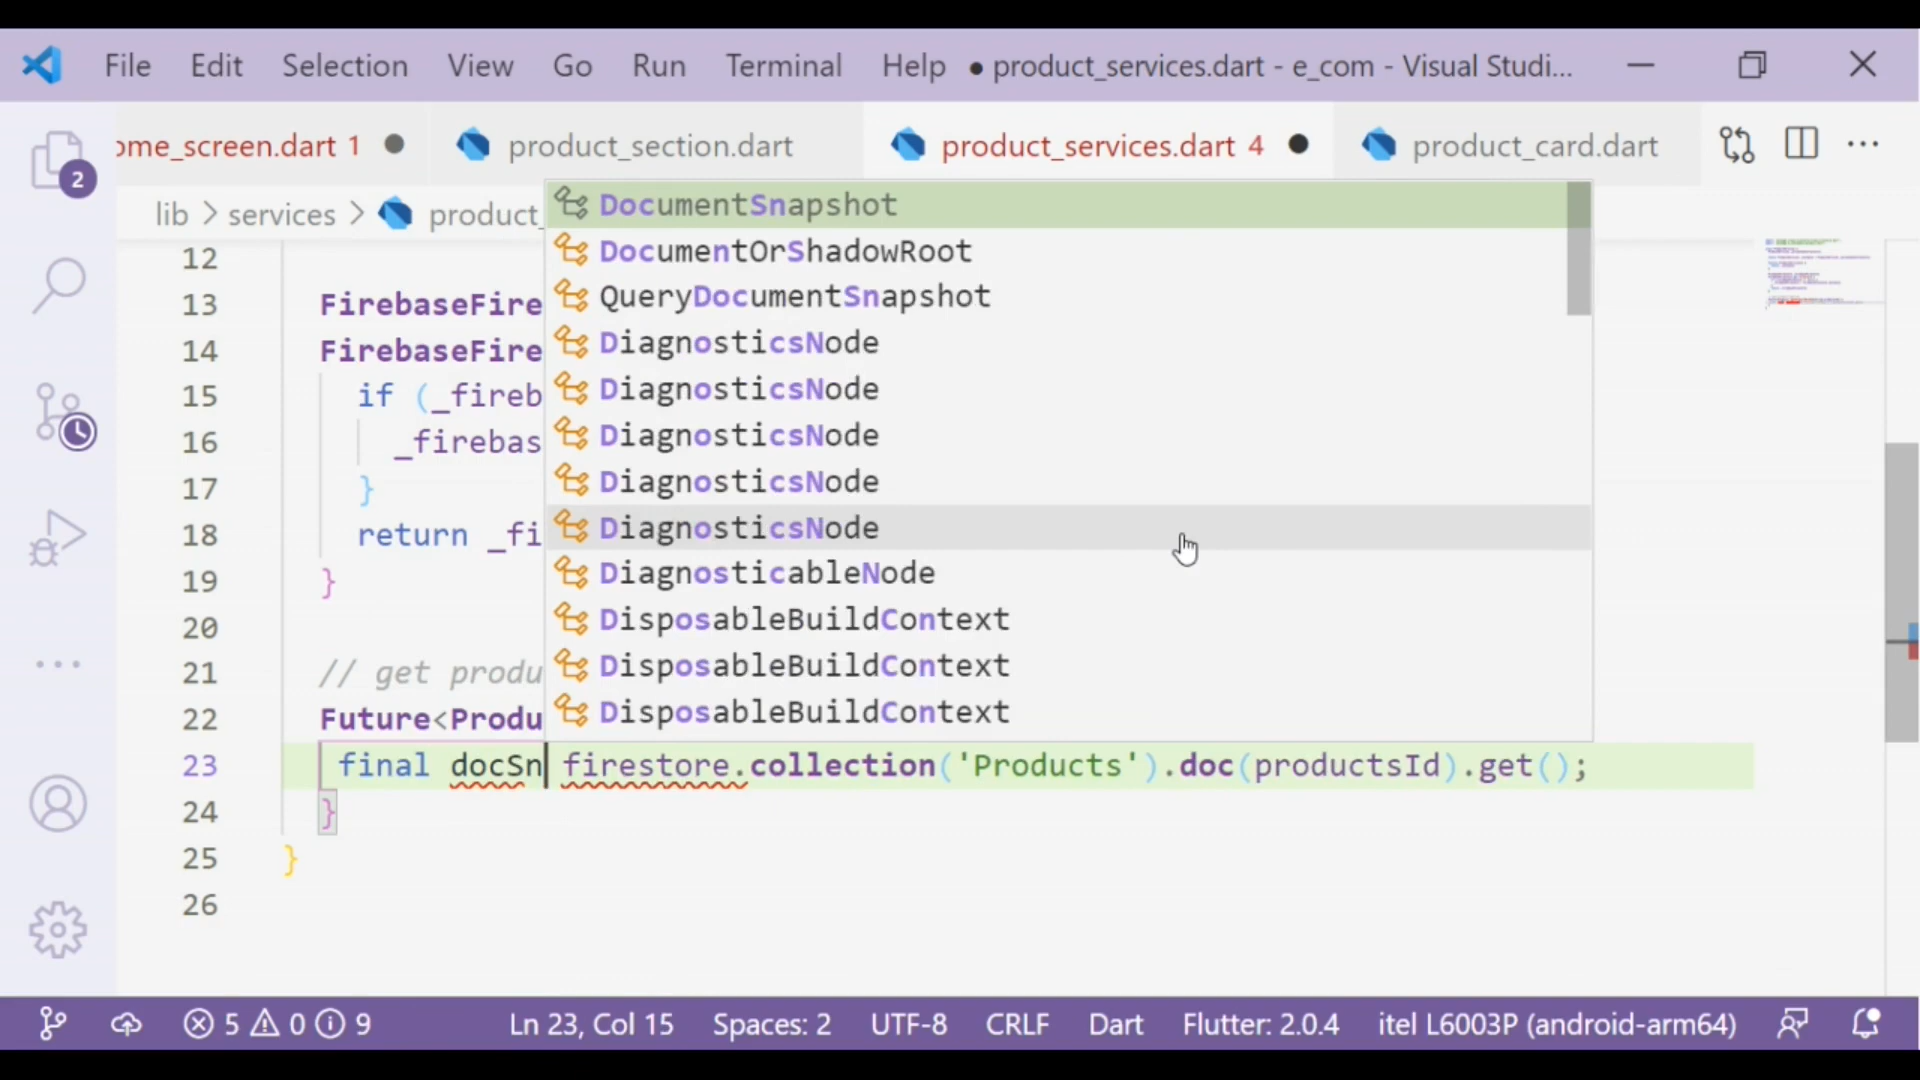 File Edit Selection View Go Run Terminal Help ● product_services.dart - e_com - Visual Studi...
ome_screen.dart 1 ● product_section.dart product_services.dart 4 ● product_card.dart
2
lib > services > product_
DocumentSnapshot
DocumentOrShadowRoot
QueryDocumentSnapshot
DiagnosticsNode
DiagnosticsNode
DiagnosticsNode
DiagnosticsNode
DiagnosticsNode
DiagnosticableNode
DisposableBuildContext
DisposableBuildContext
DisposableBuildContext
12
13 FirebaseFire
14 FirebaseFire
15 if (_fireb
16 _firebas
17 }
18 return _fi
19 }
20
21 // get produ
22 Future<Produ
23 final docSn firestore.collection('Products').doc(productsId).get();
24 }
25 }
26
5 0 9 Ln 23, Col 15 Spaces: 2 UTF-8 CRLF Dart Flutter: 2.0.4 itel L6003P (android-arm64)